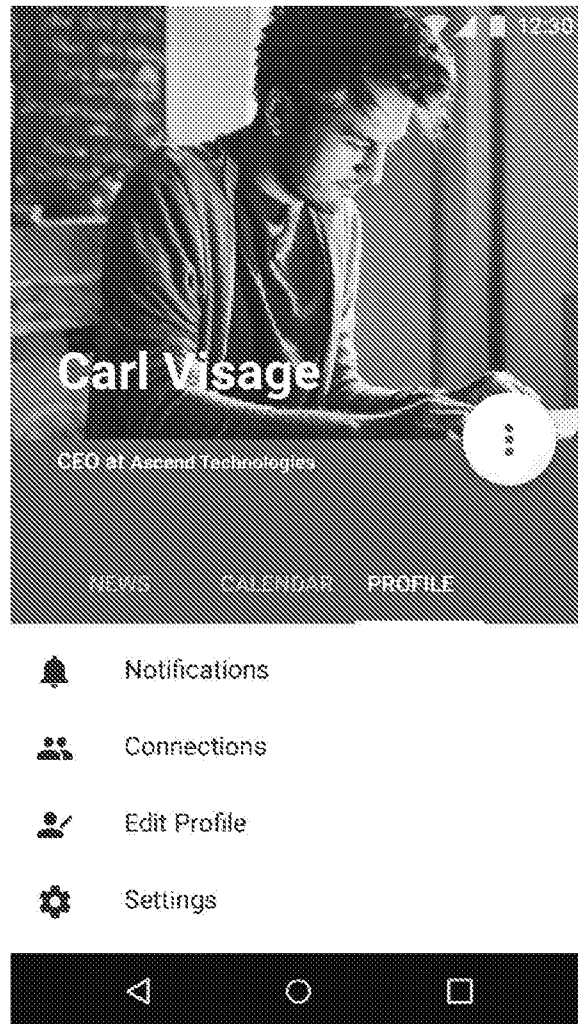 12:30
Carl Visage
CEO at Ascend Technologies
NEWS CALENDAR PROFILE
Notifications
Connections
Edit Profile
Settings